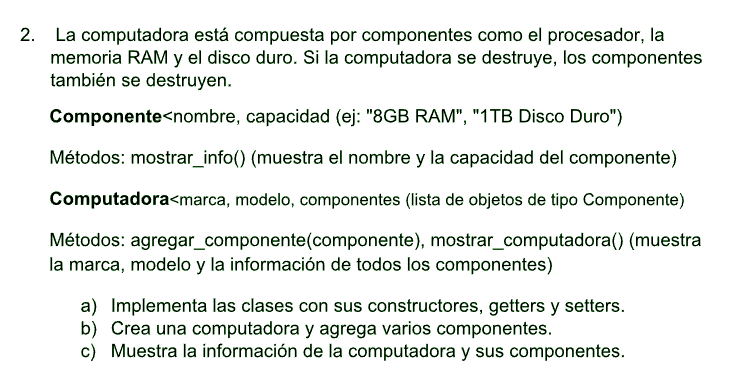 2. La computadora está compuesta por componentes como el procesador, la
memoria RAM y el disco duro. Si la computadora se destruye, los componentes
también se destruyen.
Componente<nombre, capacidad (ej: "8GB RAM", "1TB Disco Duro")
Métodos: mostrar_info() (muestra el nombre y la capacidad del componente)
Computadora<marca, modelo, componentes (lista de objetos de tipo Componente)
Métodos: agregar_componente(componente), mostrar_computadora() (muestra
la marca, modelo y la información de todos los componentes)
a) Implementa las clases con sus constructores, getters y setters.
b) Crea una computadora y agrega varios componentes.
c) Muestra la información de la computadora y sus componentes.